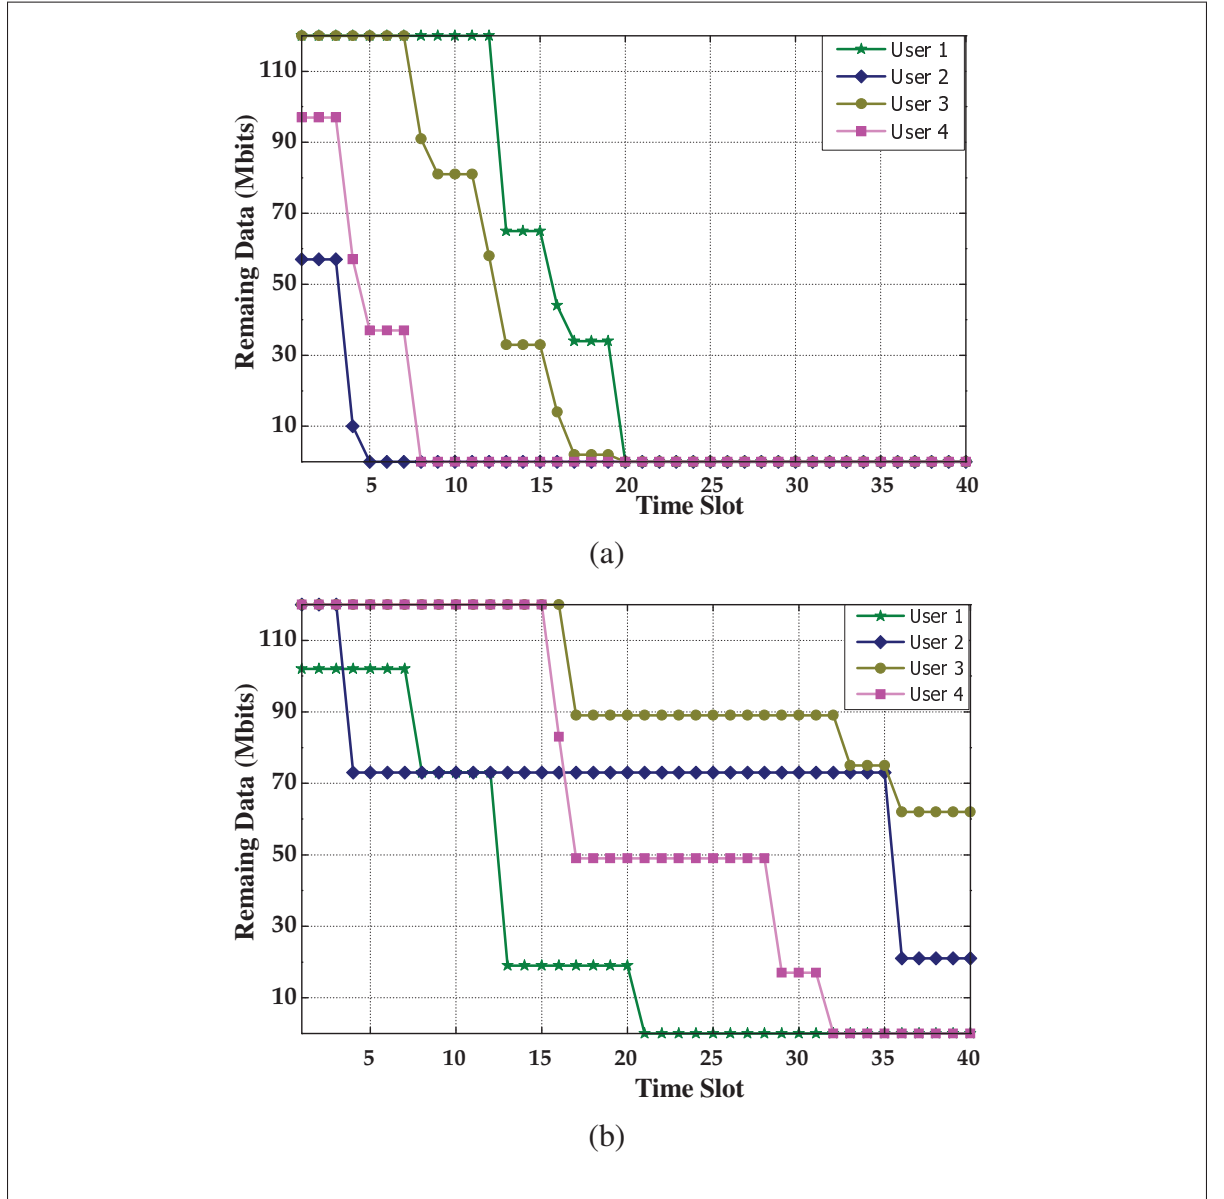 110
90
70
50
30
10
Remaing Data (Mbits)
User 1
User 2
User 3
User 4
5 10 15 20 25 30 35 40
Time Slot
(a)
110
90
70
50
30
10
Remaing Data (Mbits)
User 1
User 2
User 3
User 4
5 10 15 20 25 30 35 40
Time Slot
(b)